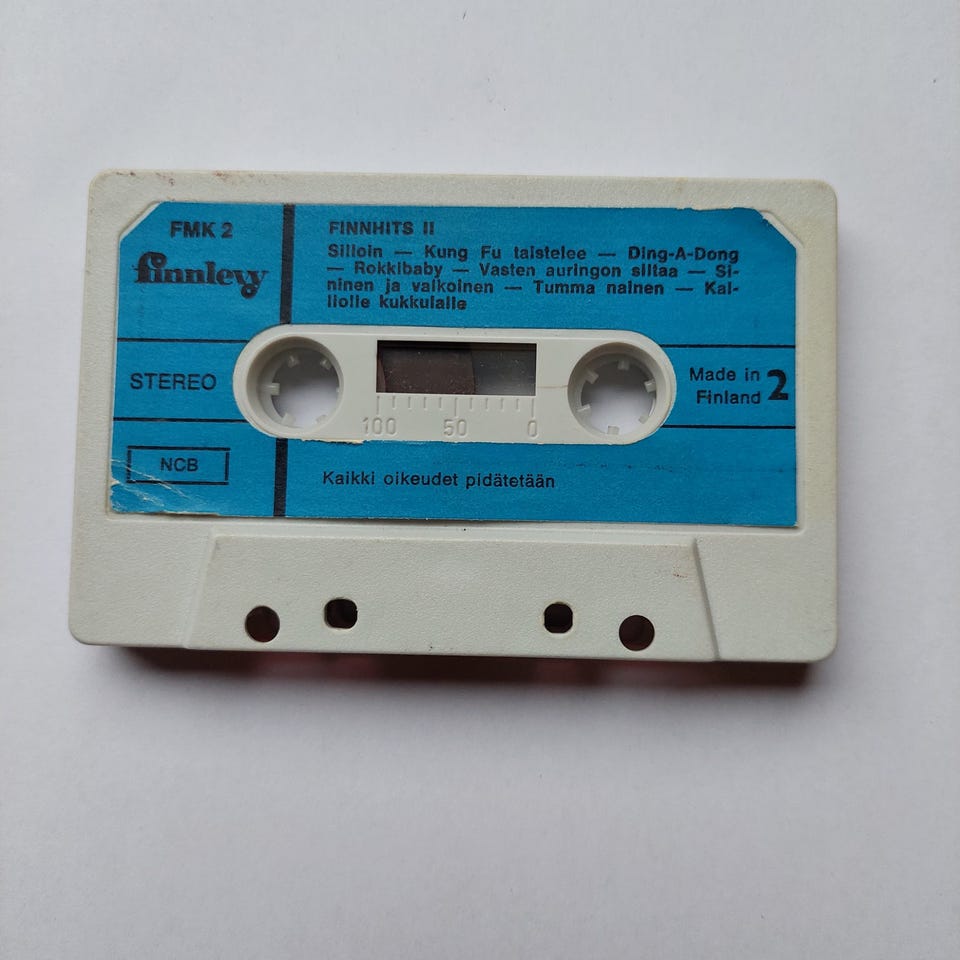 FMK 2
finnlevy
FINNHITS II
Silloin — Kung Fu taistelee — Ding-A-Dong
— Rokkibaby — Vasten auringon siltaa — Si-
ninen ja valkoinen — Tumma nainen — Kal-
liolle kukkulalle
STEREO
Made in
Finland
2
100 50 0
NCB
Kaikki oikeudet pidätetään